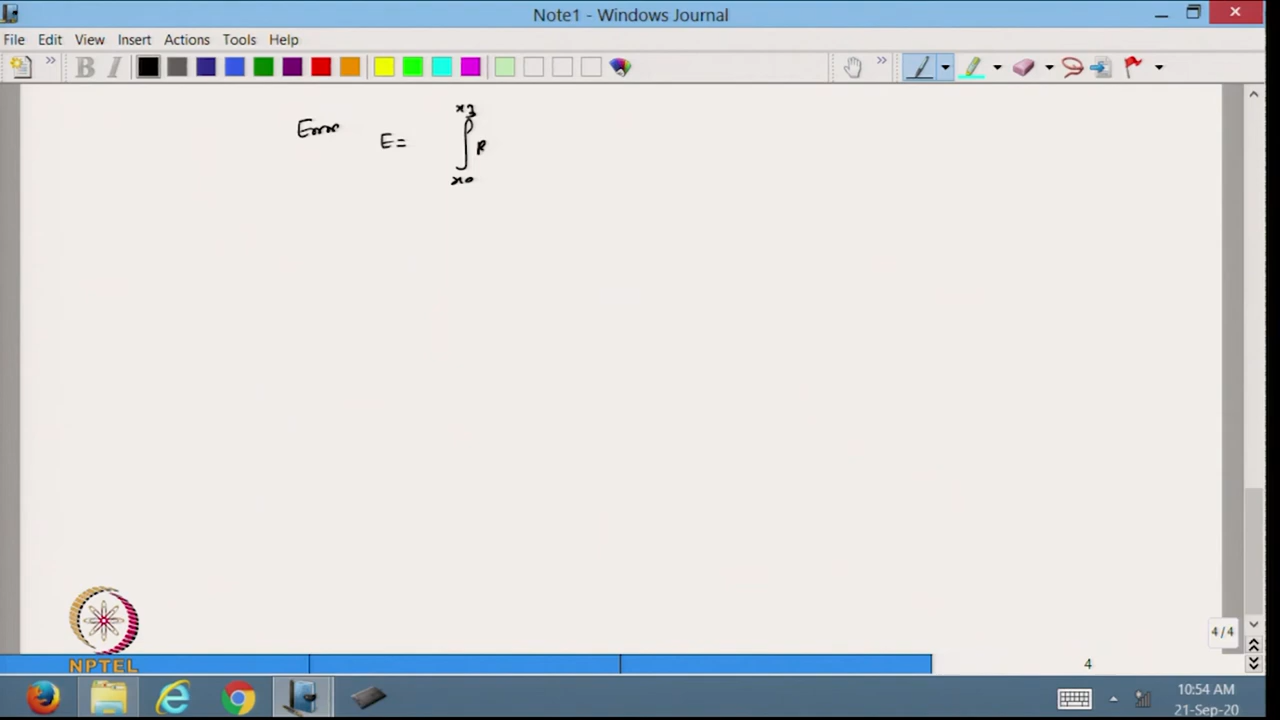 Note1 - Windows Journal
File Edit View Insert Actions Tools Help
B I
x3
Error E= ∫ R
x0
4/4
NPTEL
4
10:54 AM
21-Sep-20